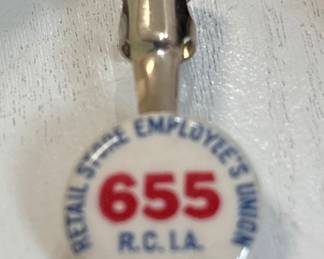 RETAIL STORE EMPLOYEE'S UNION
655
R.C.I.A.